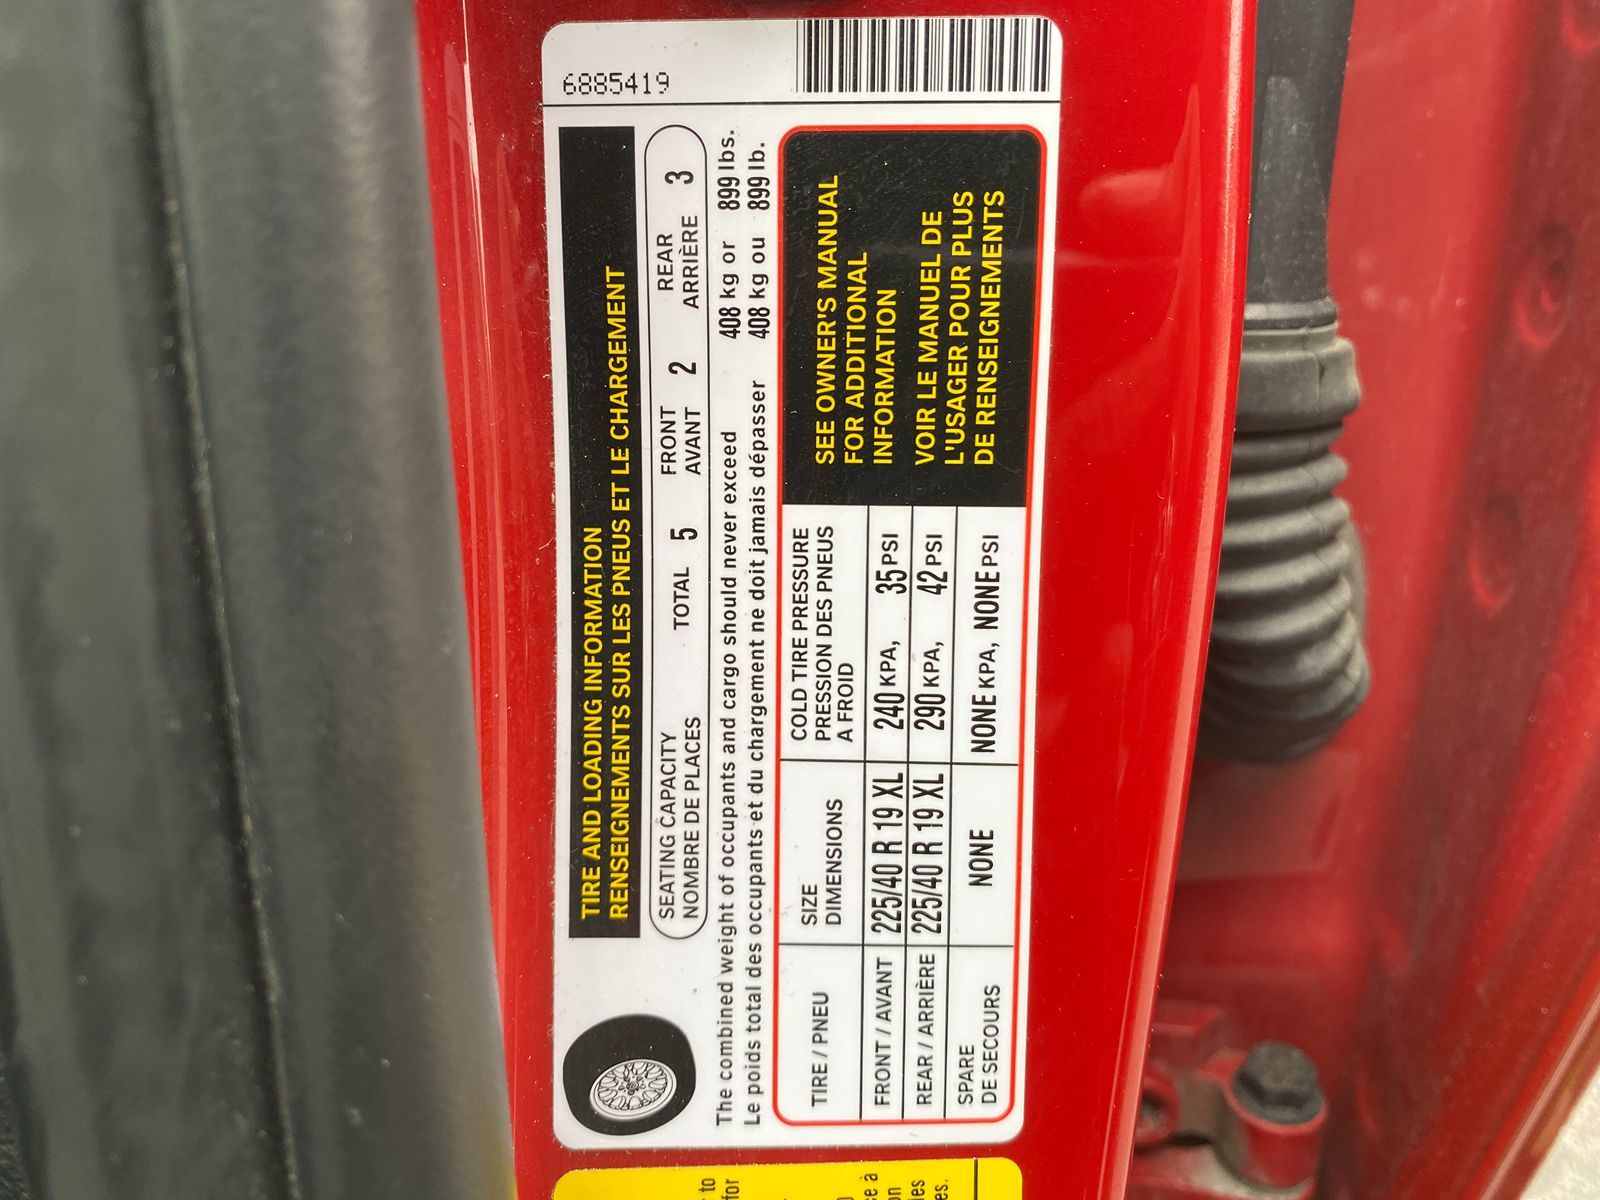 6885419
TIRE AND LOADING INFORMATION
RENSEIGNEMENTS SUR LES PNEUS ET LE CHARGEMENT
SEATING CAPACITY
NOMBRE DE PLACES
TOTAL 5
FRONT
AVANT 2
REAR
ARRIÈRE 3
The combined weight of occupants and cargo should never exceed 408 kg or 899 lbs.
Le poids total des occupants et du chargement ne doit jamais dépasser 408 kg ou 899 lb.
TIRE / PNEU
SIZE
DIMENSIONS
COLD TIRE PRESSURE
PRESSION DES PNEUS
A FROID
FRONT / AVANT 225/40 R 19 XL 240 KPA, 35 PSI
REAR / ARRIÈRE 225/40 R 19 XL 290 KPA, 42 PSI
SPARE
DE SECOURS
NONE NONE KPA, NONE PSI
SEE OWNER'S MANUAL
FOR ADDITIONAL
INFORMATION
VOIR LE MANUEL DE
L'USAGER POUR PLUS
DE RENSEIGNEMENTS
to
for
e à
on
es.